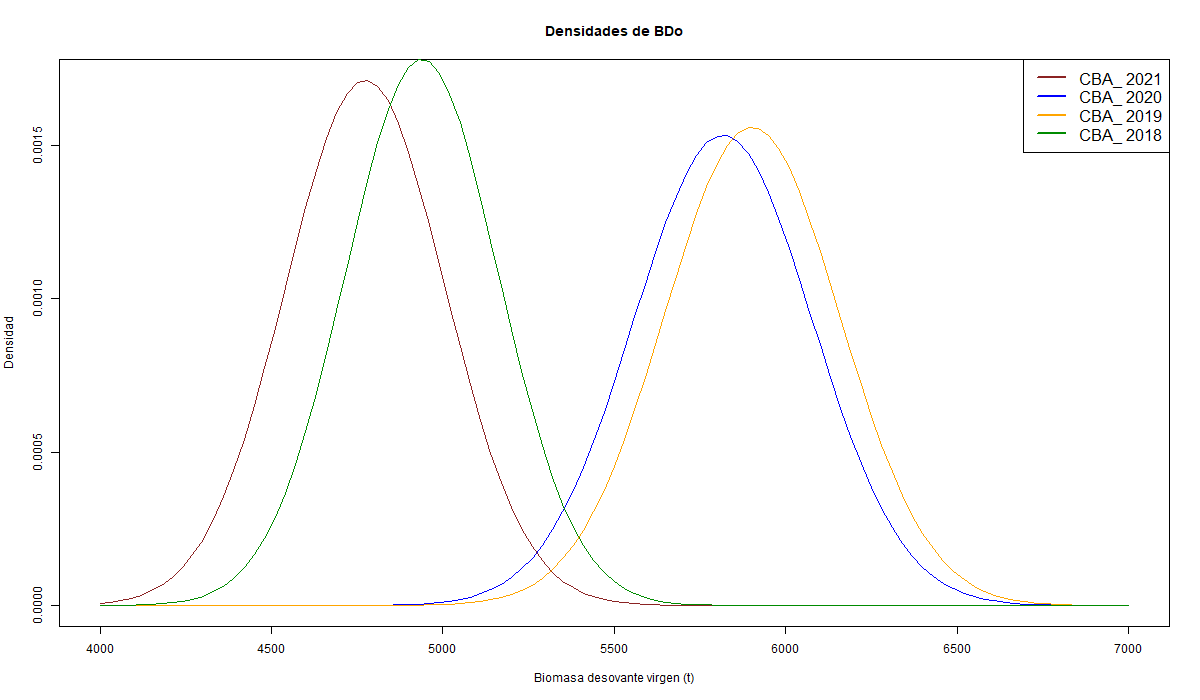 Densidades de BDo
CBA_ 2021
CBA_ 2020
CBA_ 2019
CBA_ 2018
Densidad
0.0015
0.0010
0.0005
0.0000
4000 4500 5000 5500 6000 6500 7000
Biomasa desovante virgen (t)